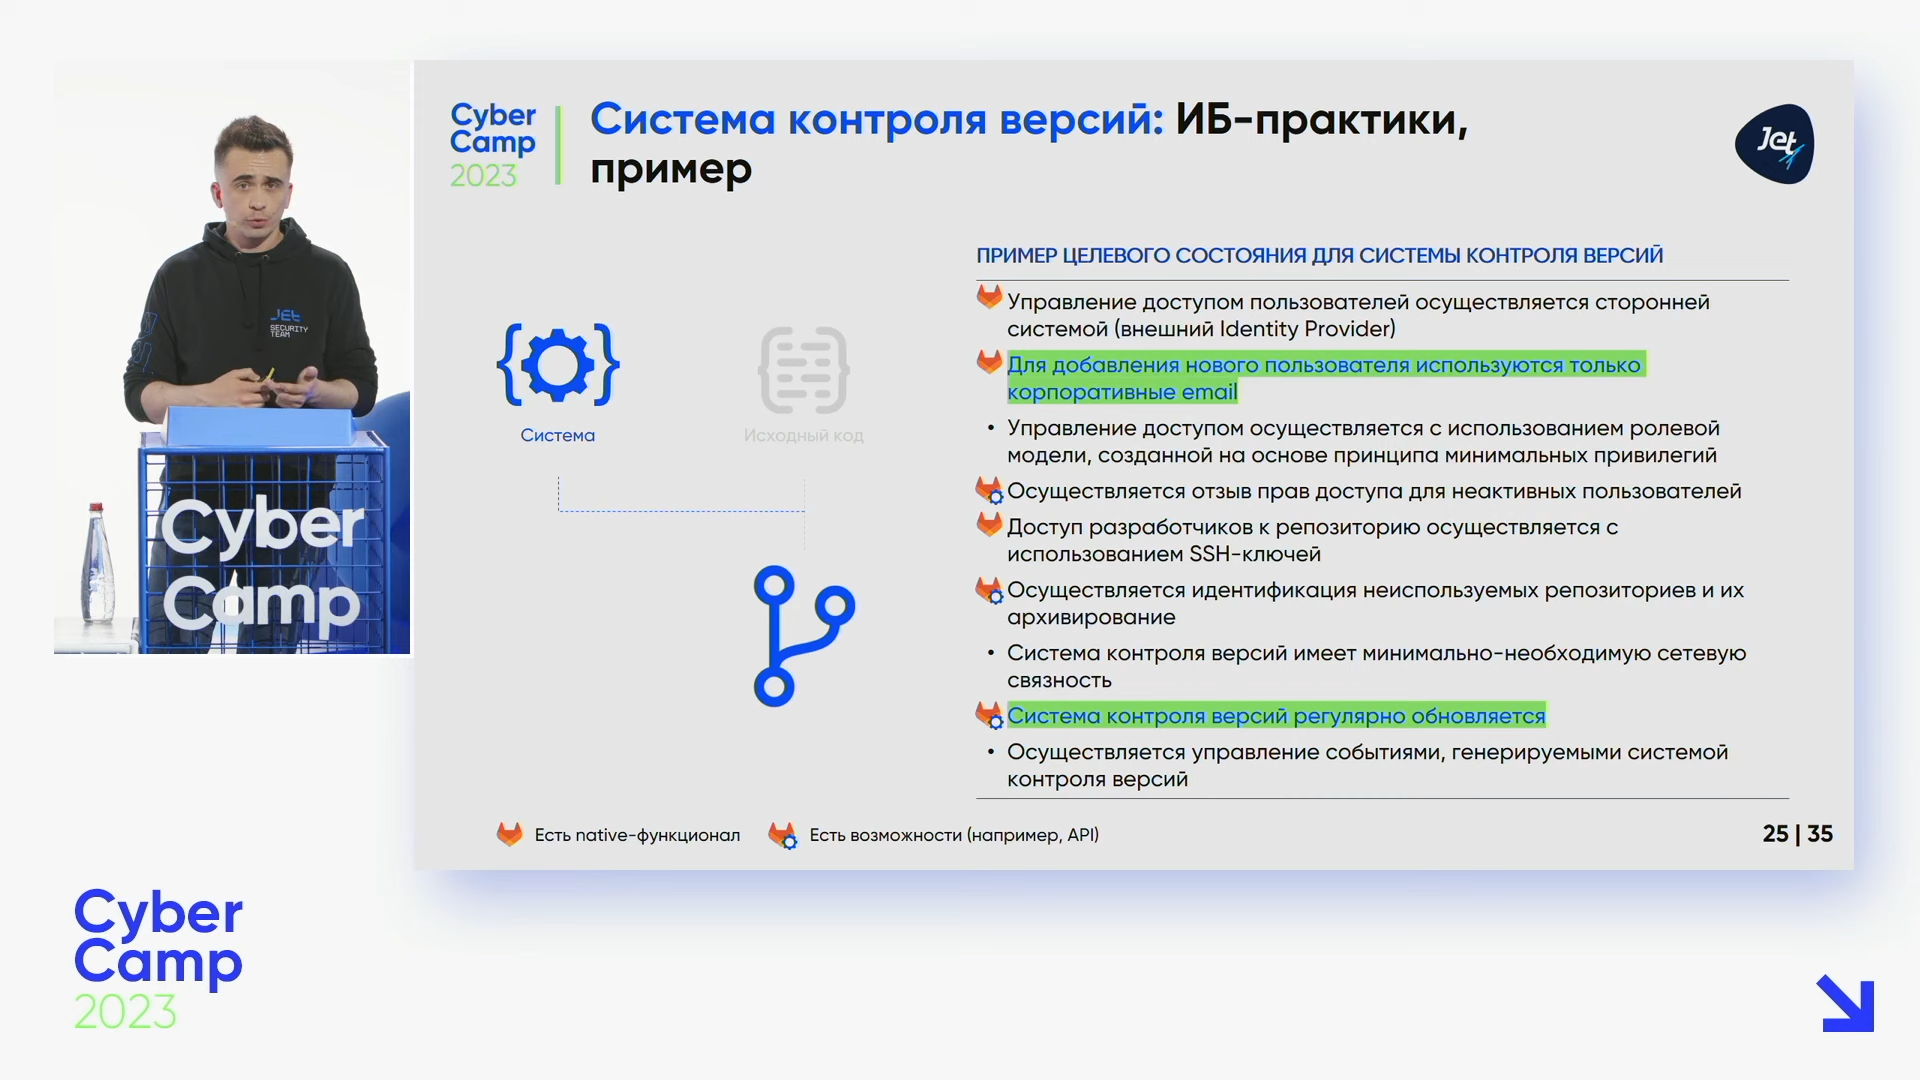 Cyber
Camp
2023
Система контроля версий: ИБ-практики,
пример
Jet
ПРИМЕР ЦЕЛЕВОГО СОСТОЯНИЯ ДЛЯ СИСТЕМЫ КОНТРОЛЯ ВЕРСИЙ
Управление доступом пользователей осуществляется сторонней
системой (внешний Identity Provider)
Для добавления нового пользователя используются только
корпоративные email
• Управление доступом осуществляется с использованием ролевой
модели, созданной на основе принципа минимальных привилегий
Осуществляется отзыв прав доступа для неактивных пользователей
Доступ разработчиков к репозиторию осуществляется с
использованием SSH-ключей
Осуществляется идентификация неиспользуемых репозиториев и их
архивирование
• Система контроля версий имеет минимально-необходимую сетевую
связность
Система контроля версий регулярно обновляется
• Осуществляется управление событиями, генерируемыми системой
контроля версий
Система
Исходный код
Есть native-функционал
Есть возможности (например, API)
25 | 35
JET
SECURITY
TEAM
Cyber
Camp
Cyber
Camp
2023